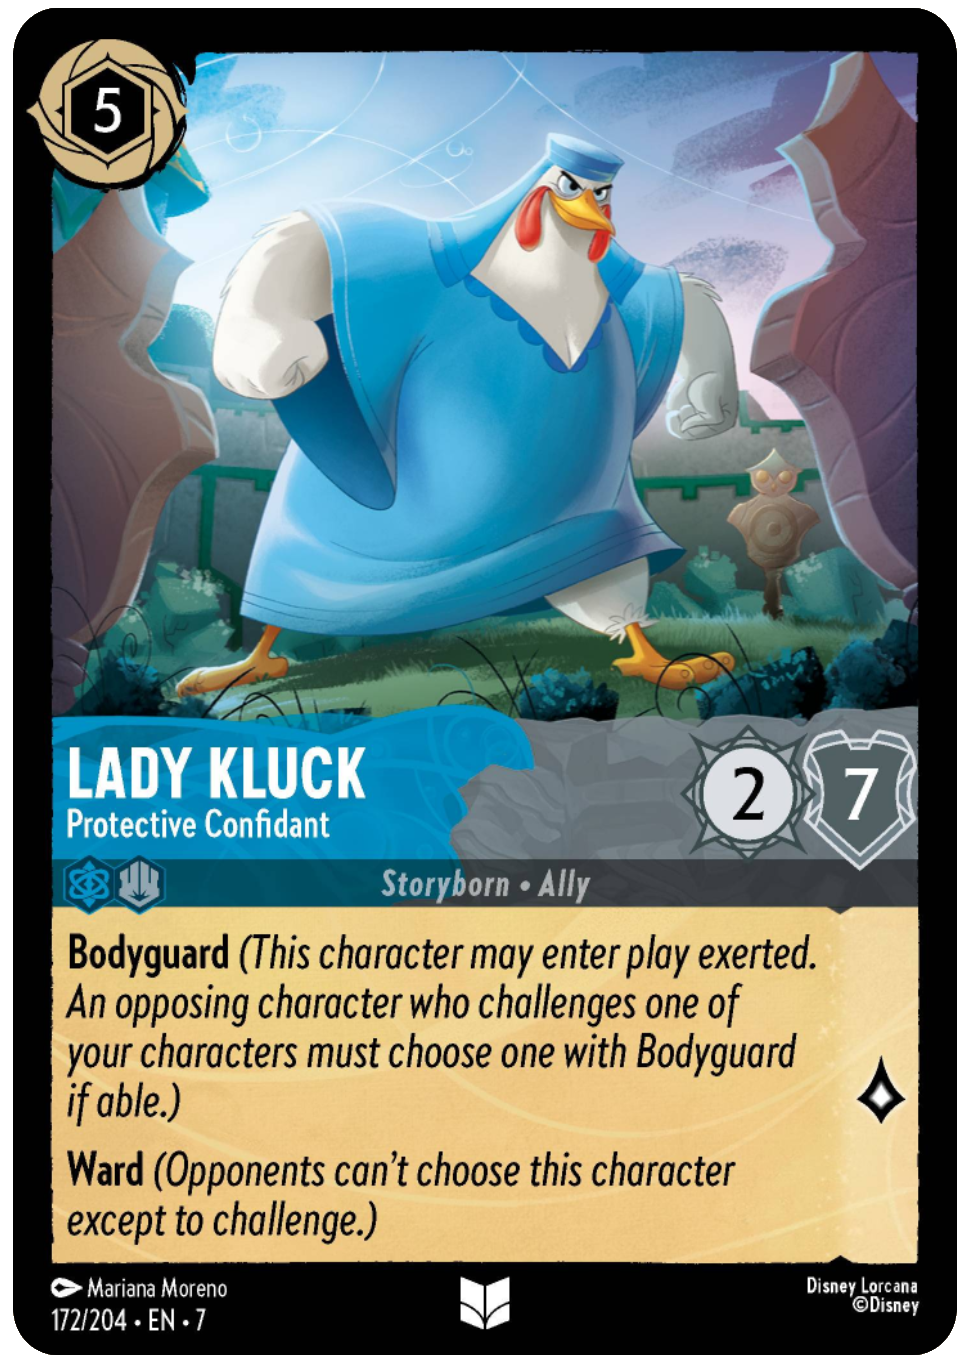 5
LADY KLUCK
Protective Confidant
2
7
Storyborn • Ally
Bodyguard (This character may enter play exerted.
An opposing character who challenges one of
your characters must choose one with Bodyguard
if able.)
Ward (Opponents can't choose this character
except to challenge.)
Mariana Moreno
172/204 • EN • 7
Disney Lorcana
©Disney